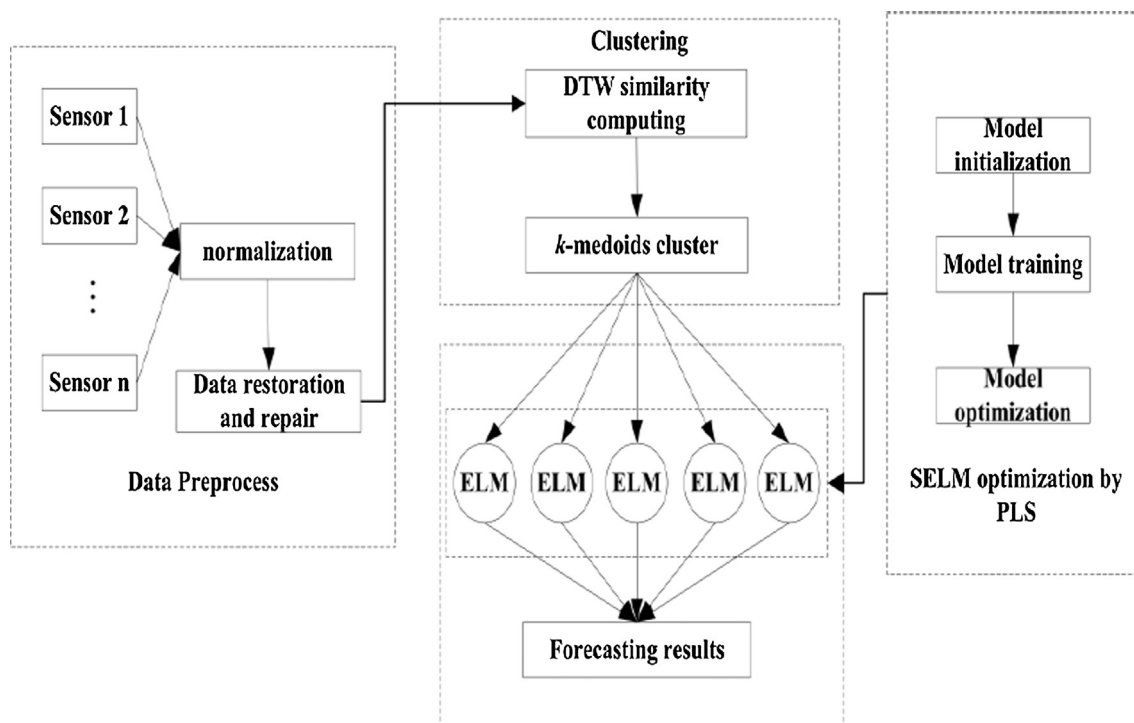 Sensor 1
Sensor 2
Sensor n
normalization
Data restoration
and repair
Data Preprocess
Clustering
DTW similarity
computing
k-medoids cluster
ELM ELM ELM ELM ELM
Forecasting results
Model
initialization
Model training
Model
optimization
SELM optimization by
PLS